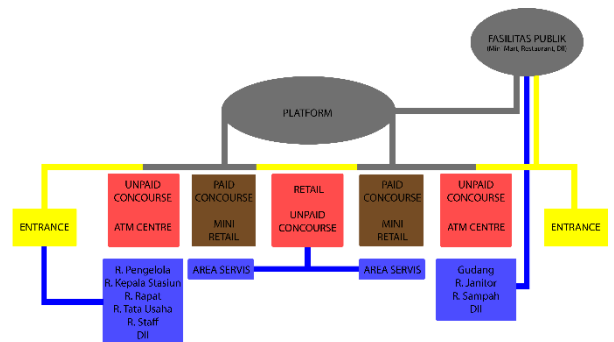 FASILITAS PUBLIK
(Mini Mart, Restaurant, Dll)
PLATFORM
UNPAID
CONCOURSE
ATM CENTRE
PAID
CONCOURSE
MINI
RETAIL
RETAIL
UNPAID
CONCOURSE
PAID
CONCOURSE
MINI
RETAIL
UNPAID
CONCOURSE
ATM CENTRE
ENTRANCE
ENTRANCE
R. Pengelola
R. Kepala Stasiun
R. Rapat
R. Tata Usaha
R. Staff
Dll
AREA SERVIS
AREA SERVIS
Gudang
R. Janitor
R. Sampah
Dll